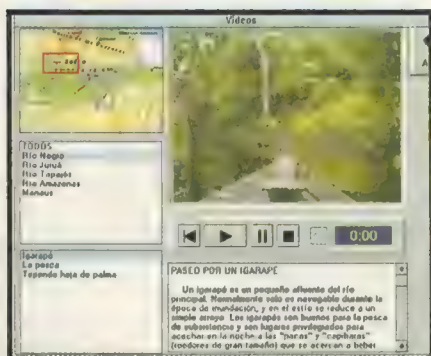 Videos
TODOS
Río Negro
Río Juruá
Río Tapajós
Río Amazonas
Manaus
0:00
Igarapé
La pesca
Tejiendo hoja de palma
PASEO POR UN IGARAPE
Un igarapé es un pequeño afluente del río
principal. Normalmente solo es navegable durante la
época de inundación, y en el estío se reduce a un
simple arroyo. Los igarapés son buenos para la pesca
de subsistencia y son lugares privilegiados para
acechar en la noche a las "pacas" y "capibaras"
(roedores de gran tamaño) que se acercan a beber